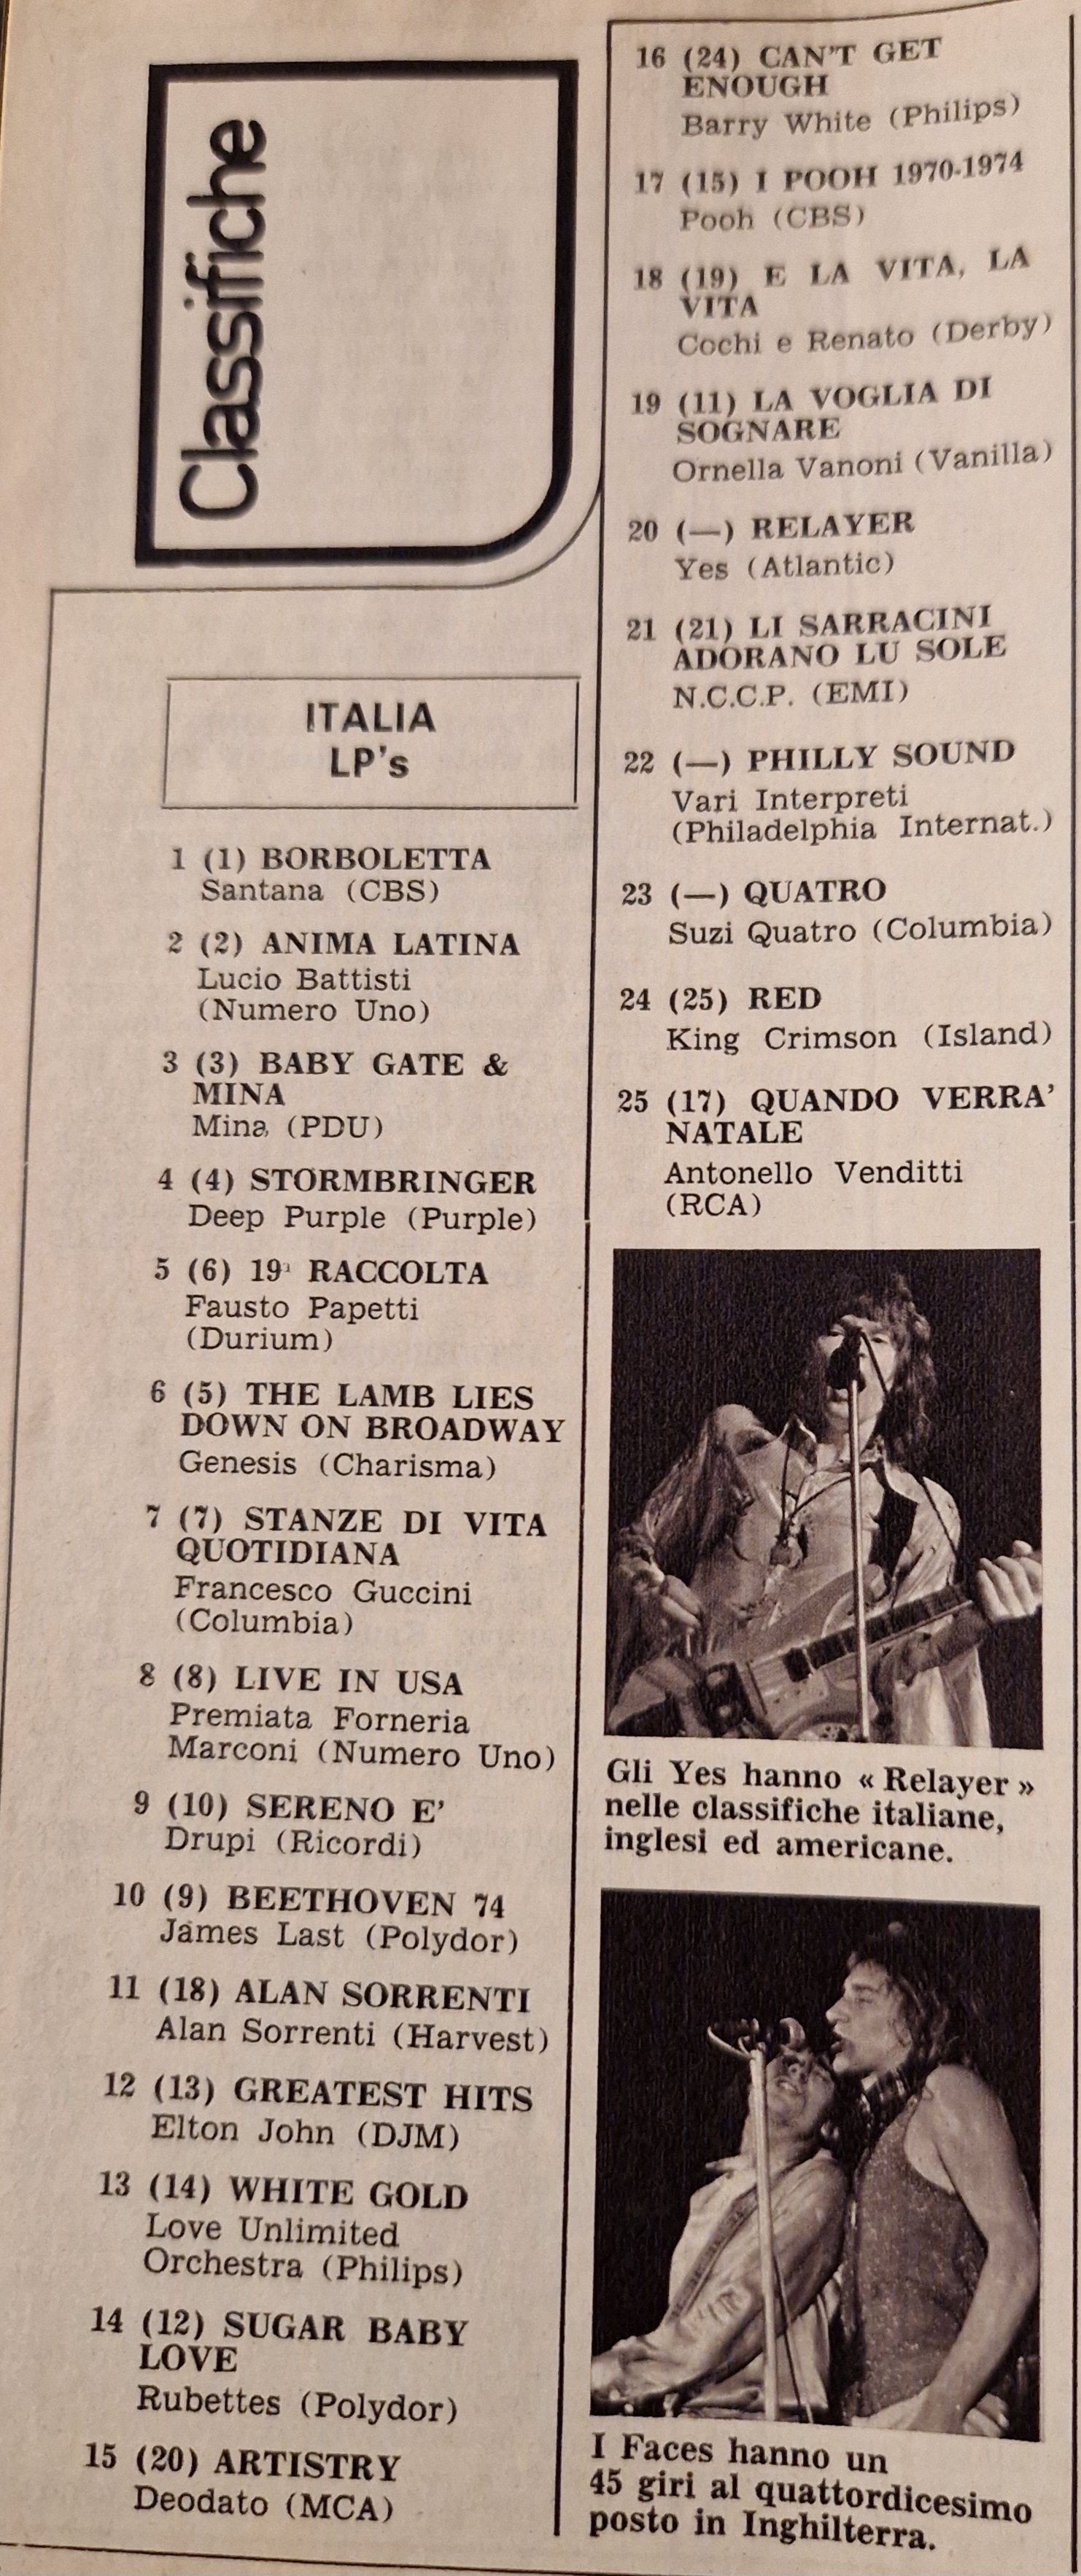 Classifiche
ITALIA
LP's
1 (1) BORBOLETTA
Santana (CBS)
2 (2) ANIMA LATINA
Lucio Battisti
(Numero Uno)
3 (3) BABY GATE &
MINA
Mina (PDU)
4 (4) STORMBRINGER
Deep Purple (Purple)
5 (6) 19ª RACCOLTA
Fausto Papetti
(Durium)
6 (5) THE LAMB LIES
DOWN ON BROADWAY
Genesis (Charisma)
7 (7) STANZE DI VITA
QUOTIDIANA
Francesco Guccini
(Columbia)
8 (8) LIVE IN USA
Premiata Forneria
Marconi (Numero Uno)
9 (10) SERENO E'
Drupi (Ricordi)
10 (9) BEETHOVEN 74
James Last (Polydor)
11 (18) ALAN SORRENTI
Alan Sorrenti (Harvest)
12 (13) GREATEST HITS
Elton John (DJM)
13 (14) WHITE GOLD
Love Unlimited
Orchestra (Philips)
14 (12) SUGAR BABY
LOVE
Rubettes (Polydor)
15 (20) ARTISTRY
Deodato (MCA)
16 (24) CAN'T GET
ENOUGH
Barry White (Philips)
17 (15) I POOH 1970-1974
Pooh (CBS)
18 (19) E LA VITA, LA
VITA
Cochi e Renato (Derby)
19 (11) LA VOGLIA DI
SOGNARE
Ornella Vanoni (Vanilla)
20 (—) RELAYER
Yes (Atlantic)
21 (21) LI SARRACINI
ADORANO LU SOLE
N.C.C.P. (EMI)
22 (—) PHILLY SOUND
Vari Interpreti
(Philadelphia Internat.)
23 (—) QUATRO
Suzi Quatro (Columbia)
24 (25) RED
King Crimson (Island)
25 (17) QUANDO VERRA'
NATALE
Antonello Venditti
(RCA)
Gli Yes hanno « Relayer »
nelle classifiche italiane,
inglesi ed americane.
I Faces hanno un
45 giri al quattordicesimo
posto in Inghilterra.